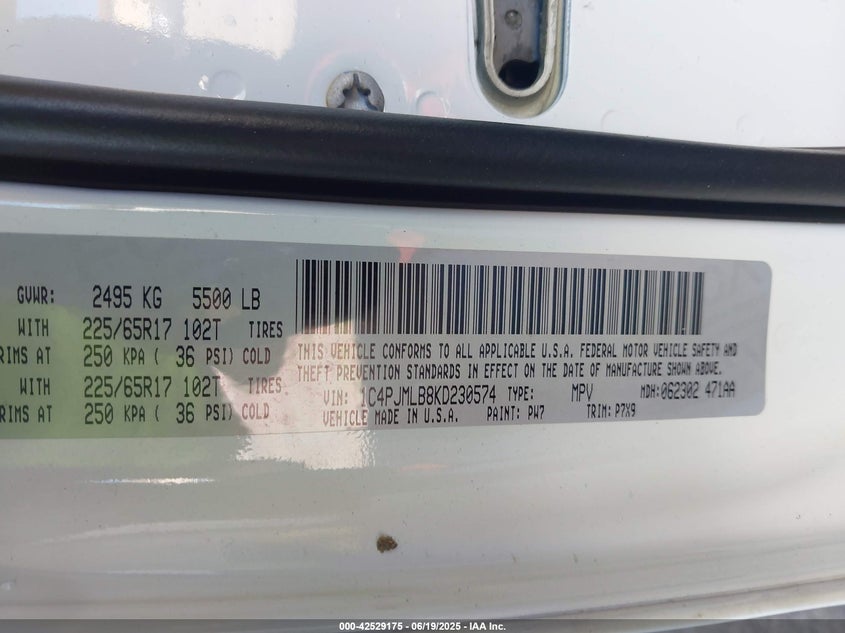 GVWR: 2495 KG 5500 LB
WITH 225/65R17 102T TIRES
RIMS AT 250 KPA ( 36 PSI) COLD
WITH 225/65R17 102T TIRES
RIMS AT 250 KPA ( 36 PSI) COLD
THIS VEHICLE CONFORMS TO ALL APPLICABLE U.S.A. FEDERAL MOTOR VEHICLE SAFETY AND
THEFT PREVENTION STANDARDS IN EFFECT ON THE DATE OF MANUFACTURE SHOWN ABOVE.
VIN: 1C4PJMLB8KD230574 TYPE: MPV MDH: 062302 471AA
VEHICLE MADE IN U.S.A. PAINT: PW7 TRIM: P7X9
000-42529175 - 06/19/2025 - IAA Inc.